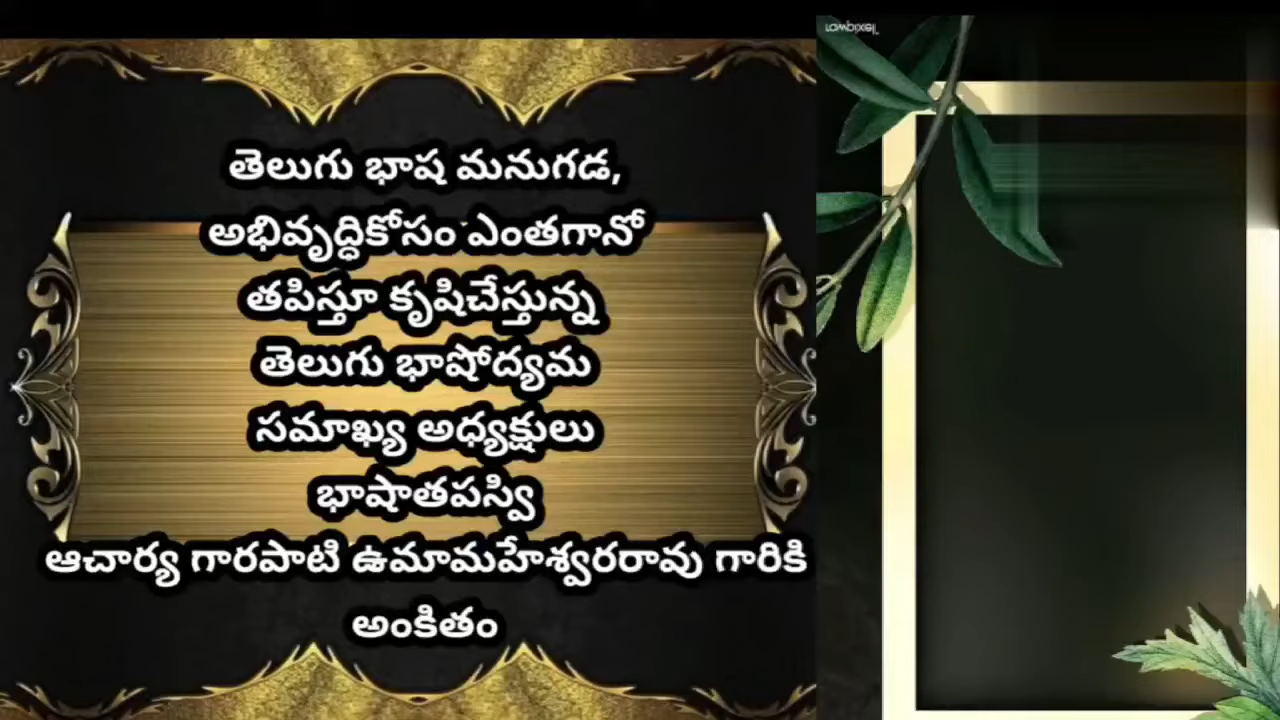 తెలుగు భాష మనుగడ,
అభివృద్ధికోసం ఎంతగానో
తపిస్తూ కృషిచేస్తున్న
తెలుగు భాషోద్యమ
సమాఖ్య అధ్యక్షులు
భాషాతపస్వి
ఆచార్య గారపాటి ఉమామహేశ్వరరావు గారికి
అంకితం